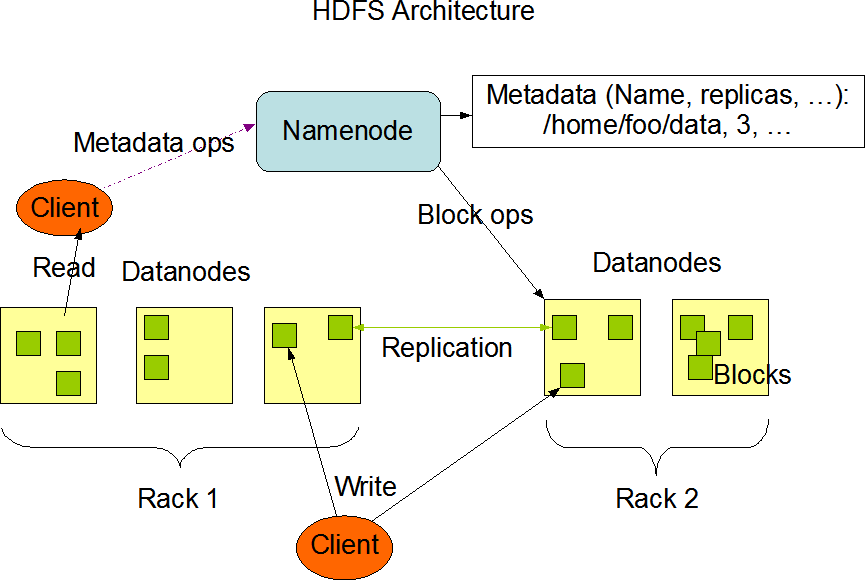 HDFS Architecture
Metadata (Name, replicas, …):
/home/foo/data, 3, …
Namenode
Metadata ops
Client
Block ops
Read
Datanodes
Datanodes
Replication
Blocks
Rack 1
Write
Rack 2
Client